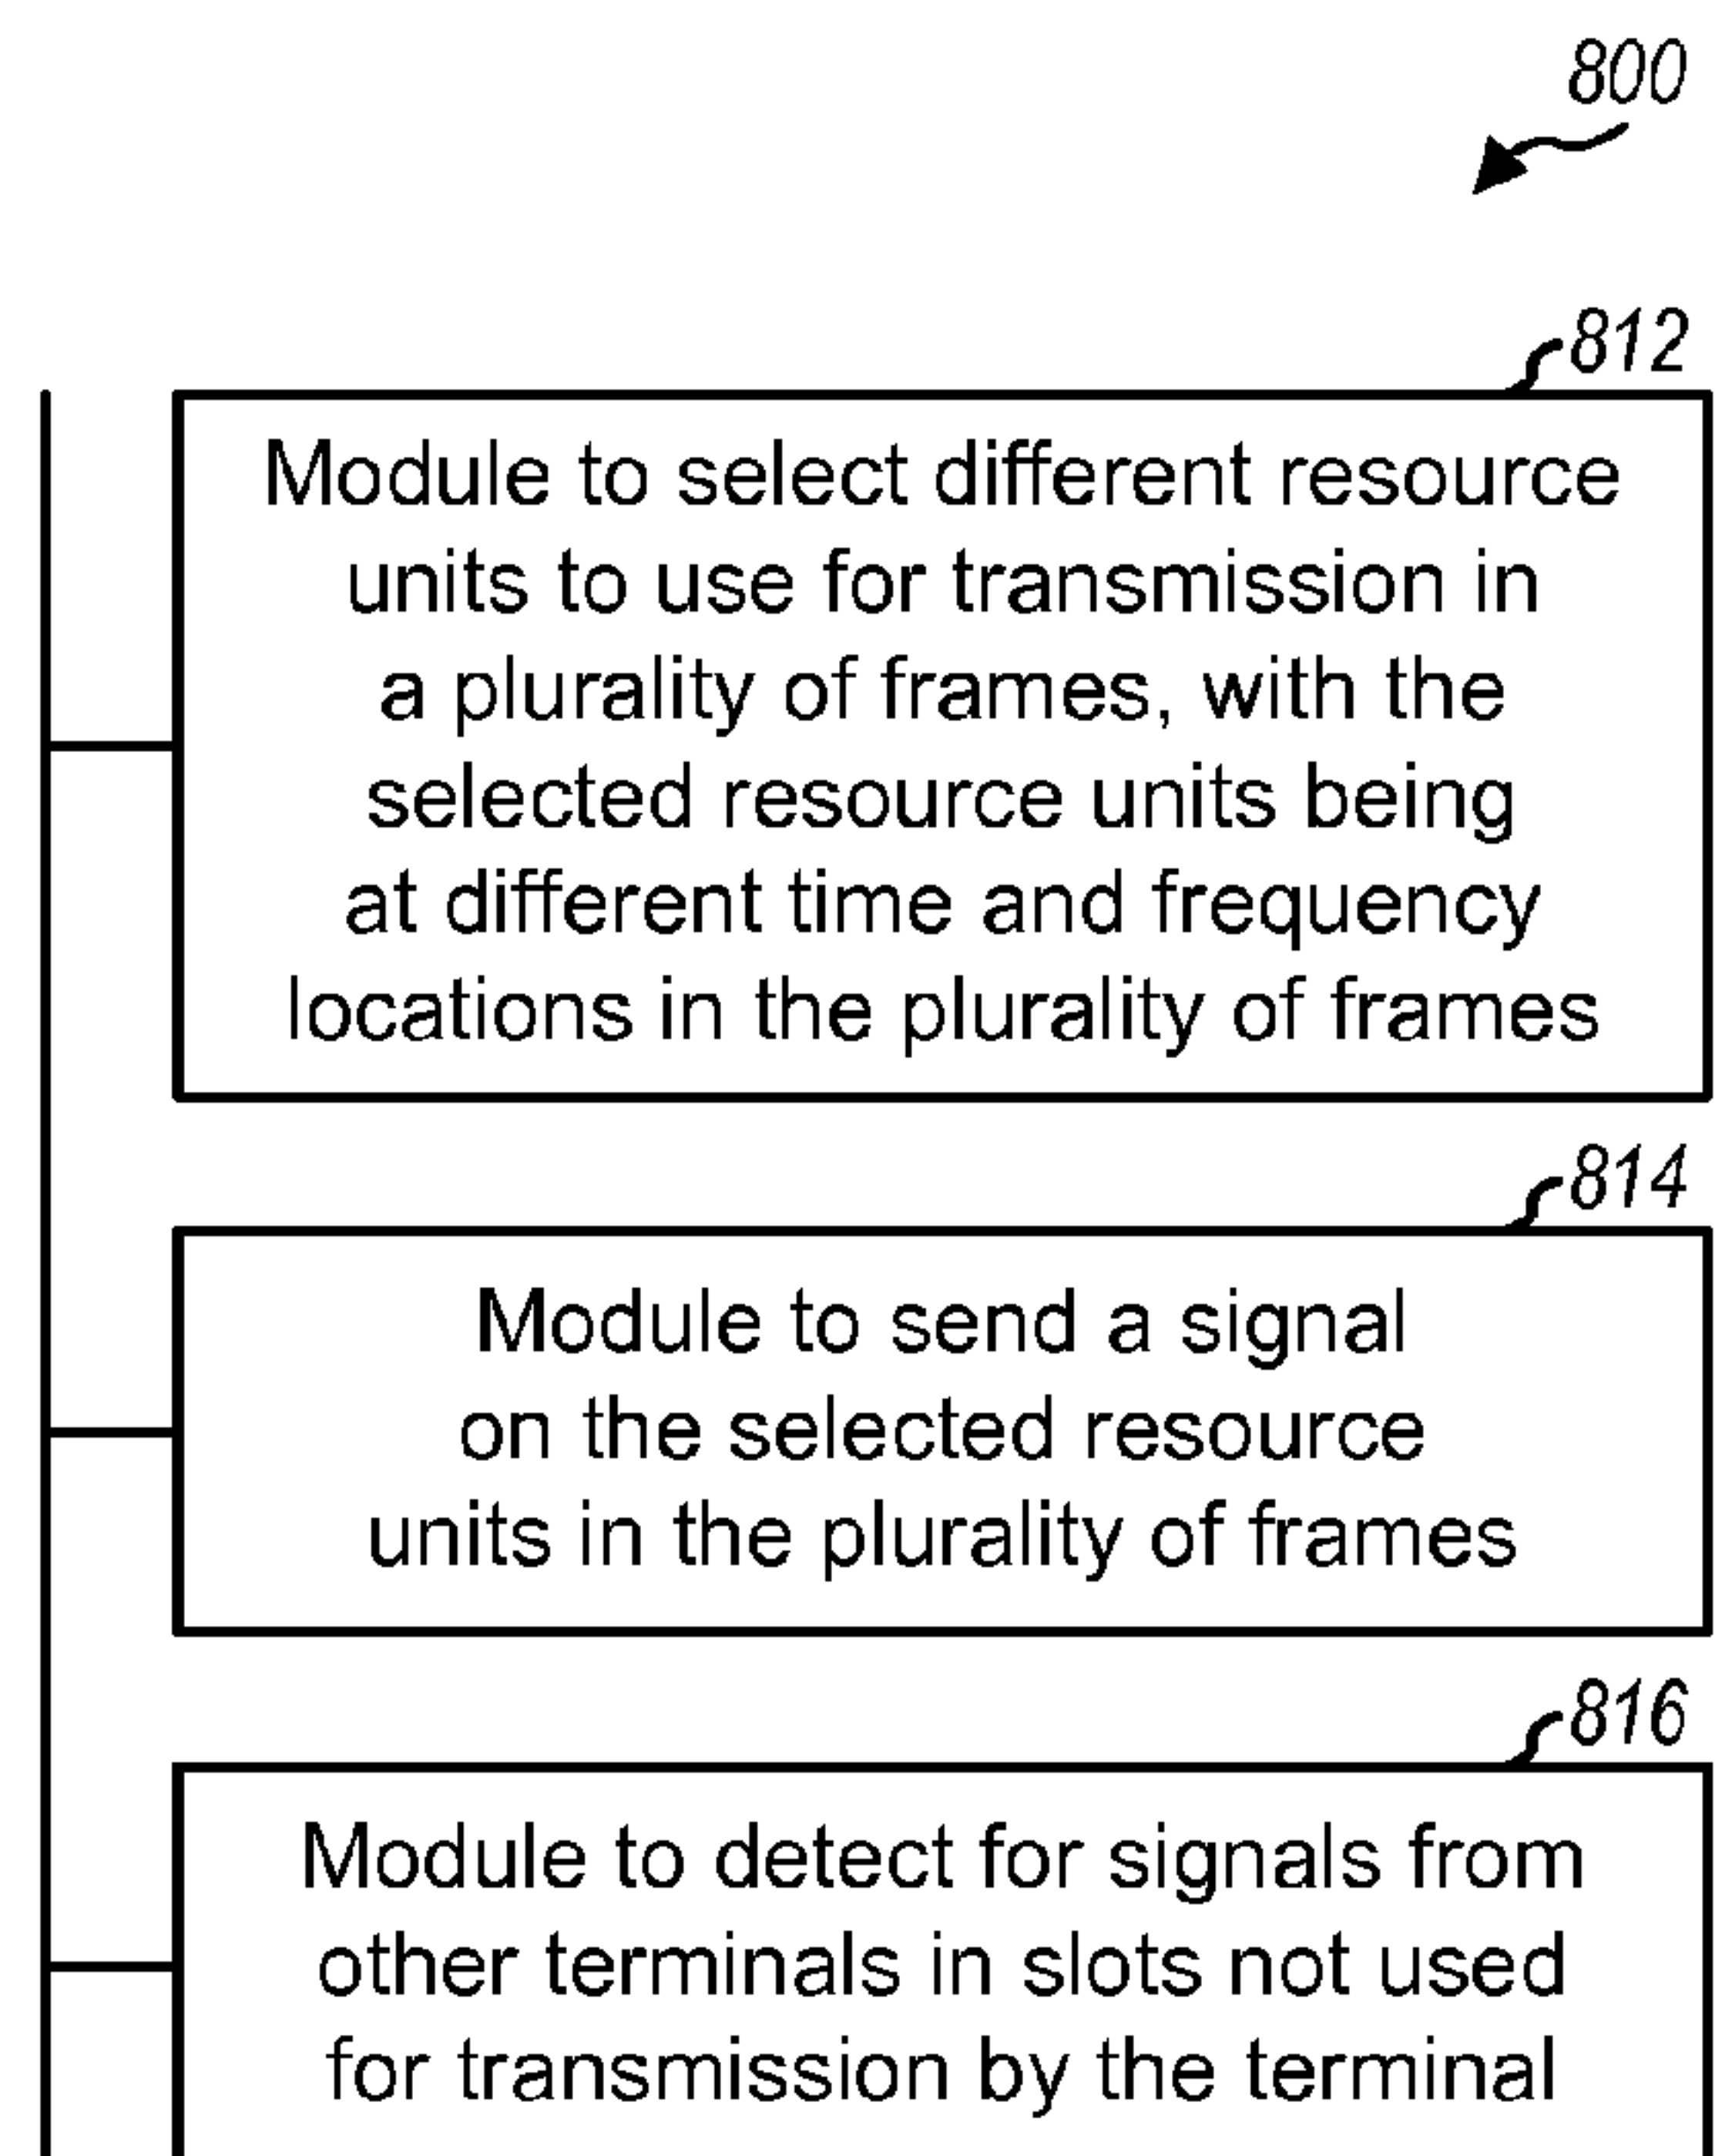 800
812
Module to select different resource
units to use for transmission in
a plurality of frames, with the
selected resource units being
at different time and frequency
locations in the plurality of frames
814
Module to send a signal
on the selected resource
units in the plurality of frames
816
Module to detect for signals from
other terminals in slots not used
for transmission by the terminal